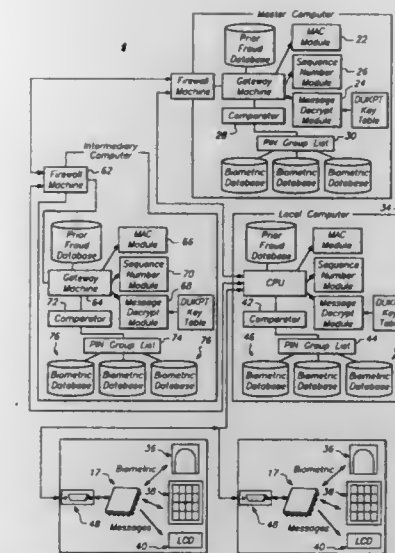 Master Computer
Prior Fraud Database
MAC Module
22
Sequence Number Module
26
24
Firewall Machine
Gateway Machine
Message Decrypt Module
DUKPT Key Table
Comparator
28
PIN Group List
30
Biometric Database
Biometric Database
Biometric Database
Intermediary Computer
Firewall Machine
62
Prior Fraud Database
MAC Module
66
Sequence Number Module
70
Gateway Machine
64
68
72
Comparator
Message Decrypt Module
DUKPT Key Table
74
PIN Group List
76
76
Biometric Database
Biometric Database
Biometric Database
Local Computer
34
Prior Fraud Database
MAC Module
Sequence Number Module
CPU
42
Comparator
Message Decrypt Module
DUKPT Key Table
44
PIN Group List
46
Biometric Database
Biometric Database
Biometric Database
36
17
Biometric
38
48
Messages
40
LCD
36
17
Biometric
38
48
Messages
40
LCD